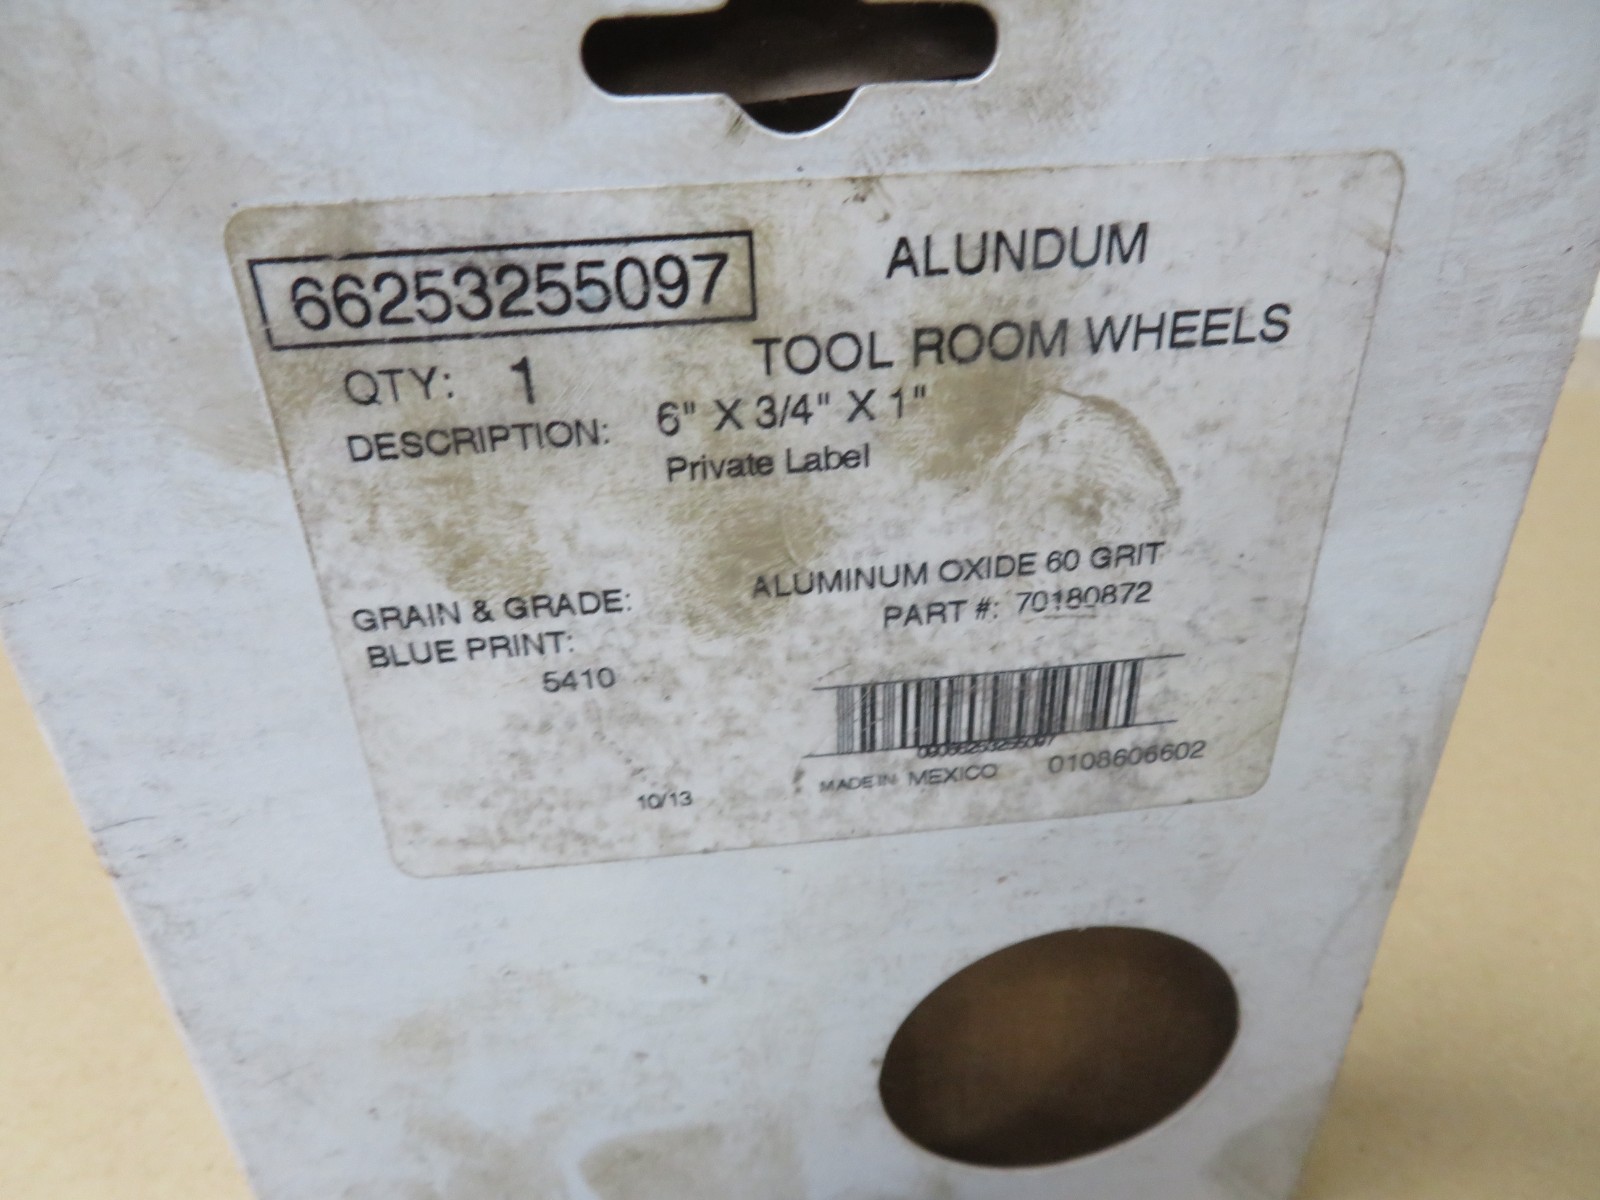 66253255097
ALUNDUM
QTY: 1
TOOL ROOM WHEELS
DESCRIPTION: 6" X 3/4" X 1"
Private Label
ALUMINUM OXIDE 60 GRIT
GRAIN & GRADE:
PART #: 70180872
BLUE PRINT:
5410
MADE IN MEXICO 0108606602
10/13